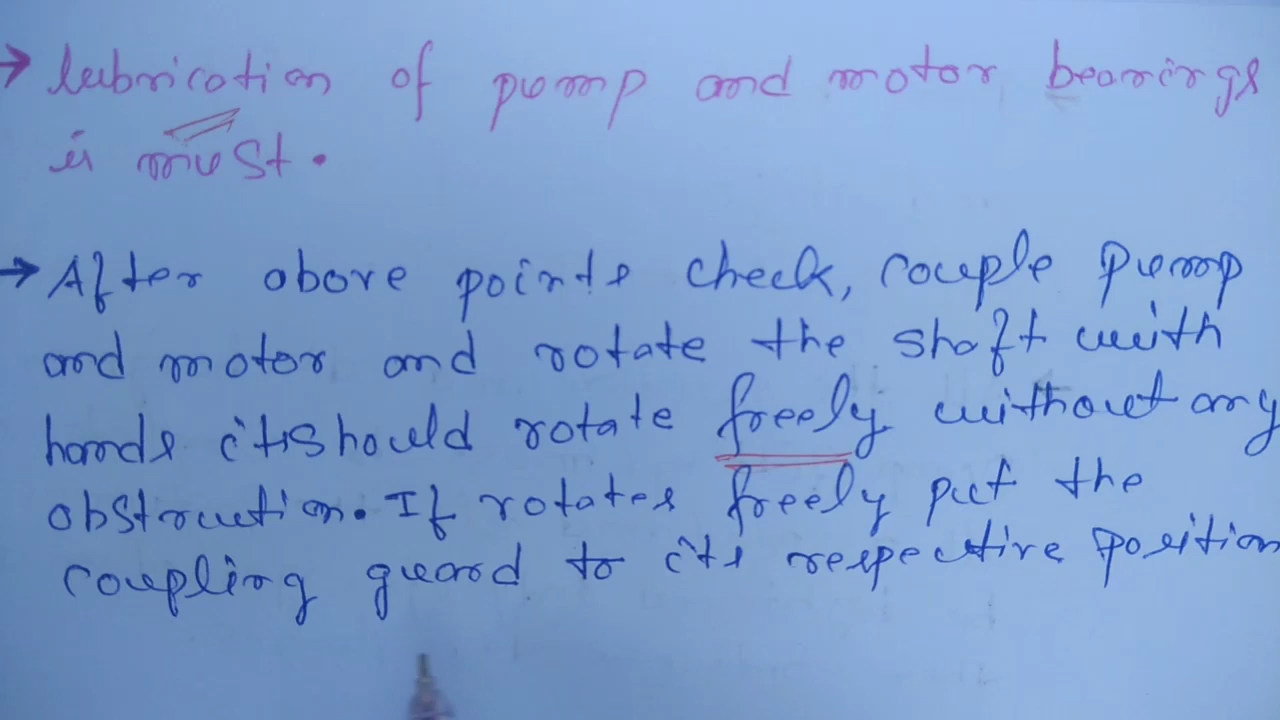 → lubrication of pump and motor bearings
is must.
→ After above points check, couple pump
and motor and rotate the shaft with
hands it should rotate freely without any
obstruction. If rotates freely put the
coupling guard to its respective position